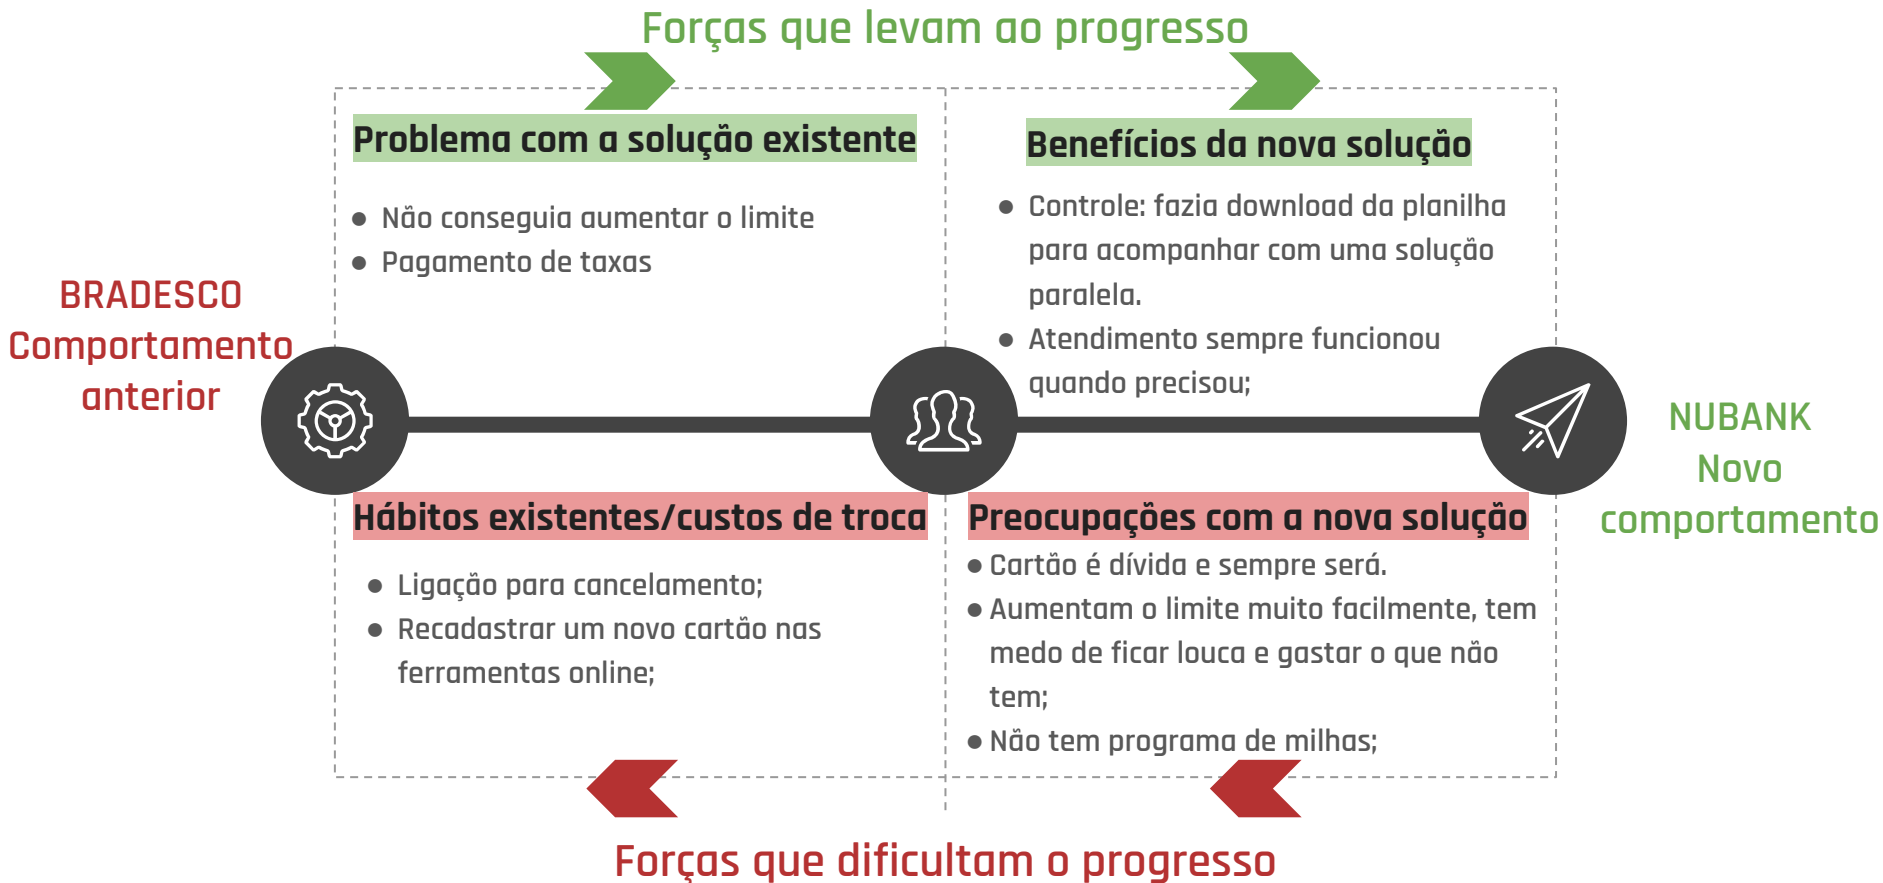 Forças que levam ao progresso
Problema com a solução existente
● Não conseguia aumentar o limite
● Pagamento de taxas
Benefícios da nova solução
● Controle: fazia download da planilha
para acompanhar com uma solução
paralela.
● Atendimento sempre funcionou
quando precisou;
BRADESCO
Comportamento
anterior
NUBANK
Novo
comportamento
Hábitos existentes/custos de troca
● Ligação para cancelamento;
● Recadastrar um novo cartão nas
ferramentas online;
Preocupações com a nova solução
● Cartão é dívida e sempre será.
● Aumentam o limite muito facilmente, tem
medo de ficar louca e gastar o que não
tem;
● Não tem programa de milhas;
Forças que dificultam o progresso